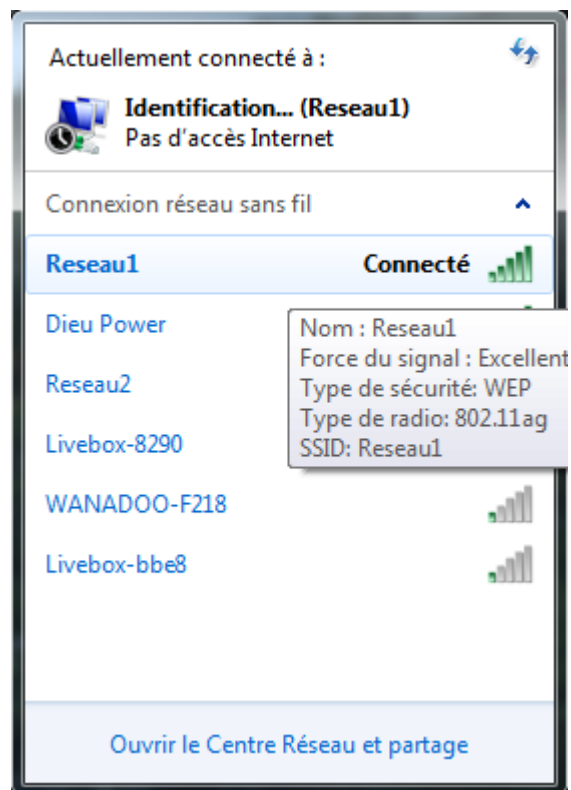 Actuellement connecté à :
Identification... (Reseau1)
Pas d'accès Internet
Connexion réseau sans fil
Reseau1 Connecté
Dieu Power
Reseau2
Livebox-8290
Nom : Reseau1
Force du signal : Excellent
Type de sécurité: WEP
Type de radio: 802.11ag
SSID: Reseau1
WANADOO-F218
Livebox-bbe8
Ouvrir le Centre Réseau et partage